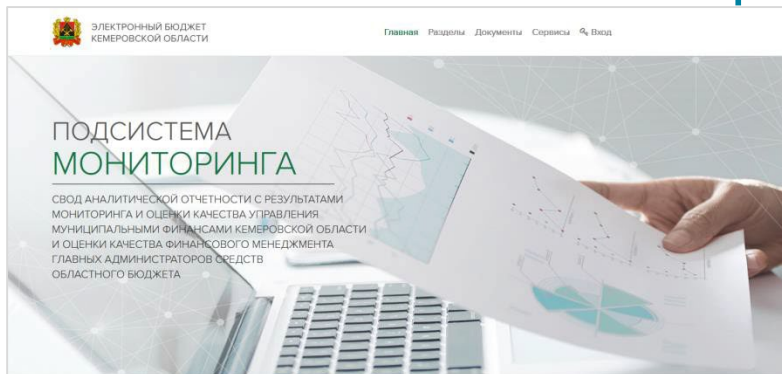 ЭЛЕКТРОННЫЙ БЮДЖЕТ
КЕМЕРОВСКОЙ ОБЛАСТИ
Главная Разделы Документы Сервисы Вход
ПОДСИСТЕМА
МОНИТОРИНГА
СВОД АНАЛИТИЧЕСКОЙ ОТЧЕТНОСТИ С РЕЗУЛЬТАТАМИ
МОНИТОРИНГА И ОЦЕНКИ КАЧЕСТВА УПРАВЛЕНИЯ
МУНИЦИПАЛЬНЫМИ ФИНАНСАМИ КЕМЕРОВСКОЙ ОБЛАСТИ
И ОЦЕНКИ КАЧЕСТВА ФИНАНСОВОГО МЕНЕДЖМЕНТА
ГЛАВНЫХ АДМИНИСТРАТОРОВ СРЕДСТВ
ОБЛАСТНОГО БЮДЖЕТА